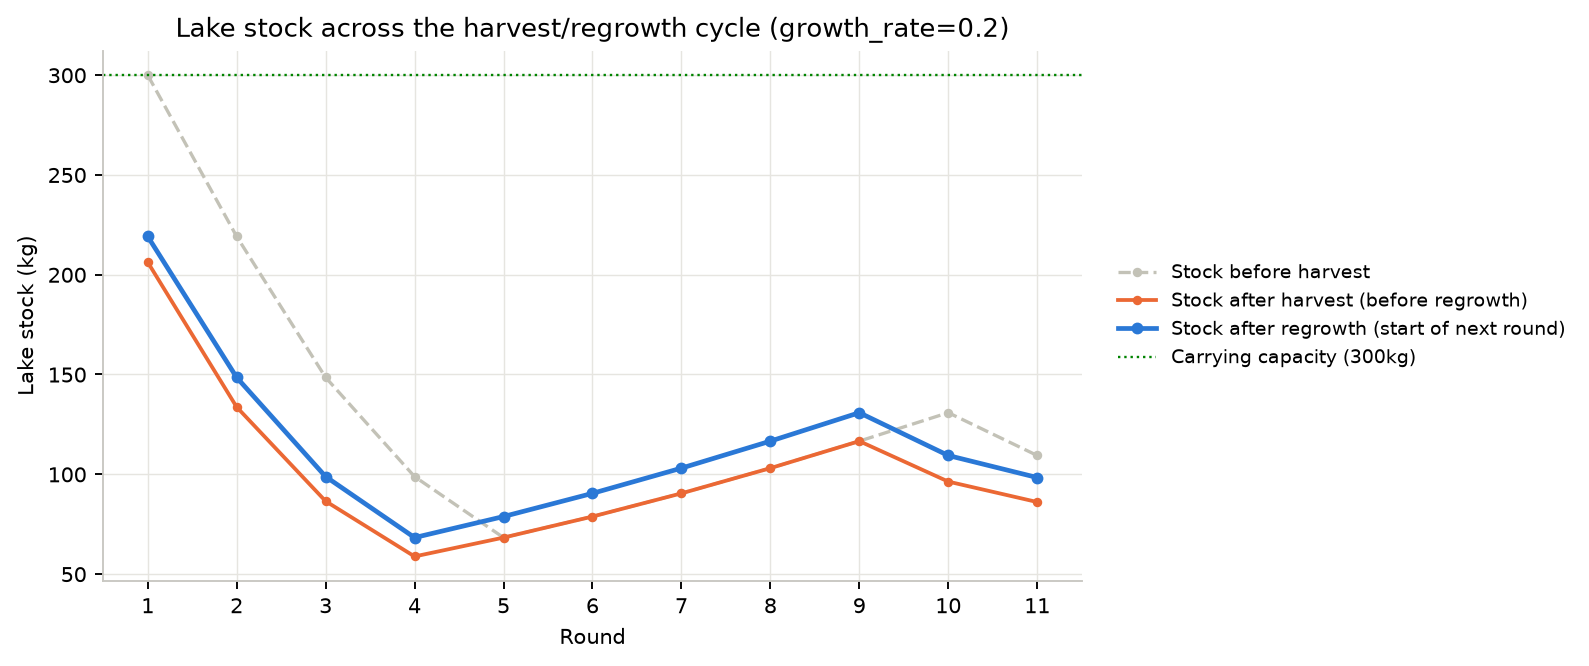 Lake stock across the harvest/regrowth cycle (growth_rate=0.2)
Lake stock (kg)
300
250
200
150
100
50
1 2 3 4 5 6 7 8 9 10 11
Round
Stock before harvest
Stock after harvest (before regrowth)
Stock after regrowth (start of next round)
Carrying capacity (300kg)